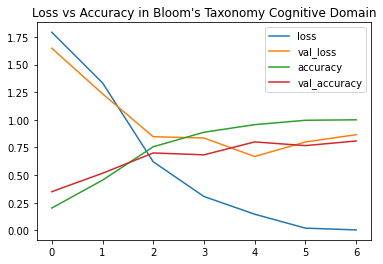 Loss vs Accuracy in Bloom's Taxonomy Cognitive Domain
loss
val_loss
accuracy
val_accuracy
1.75
1.50
1.25
1.00
0.75
0.50
0.25
0.00
0 1 2 3 4 5 6